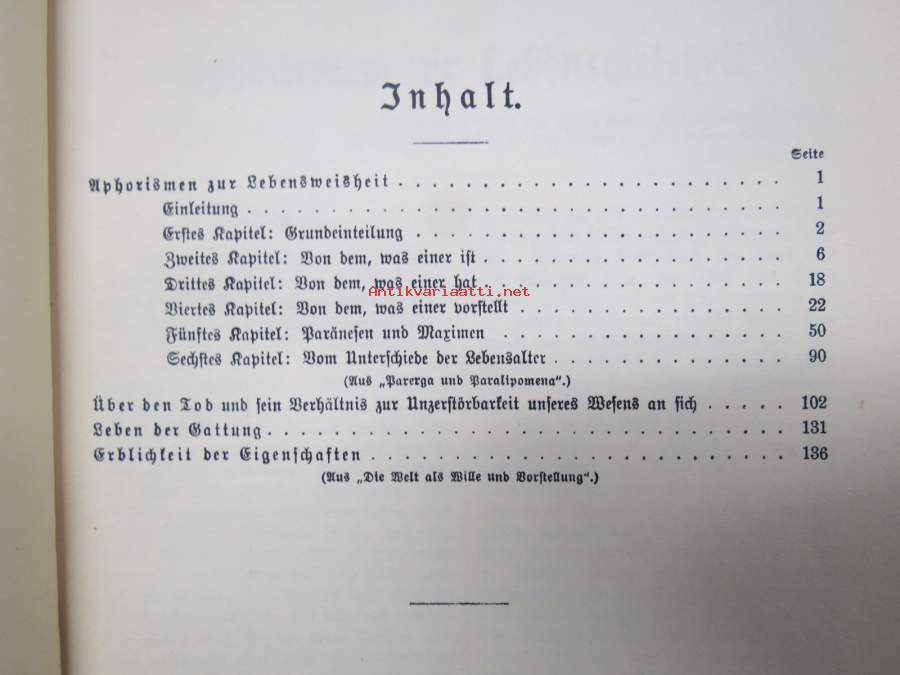 Inhalt.
Seite
Aphorismen zur Lebensweisheit . . . . . . . . . . . . . . . . . . . 1
Einleitung . . . . . . . . . . . . . . . . . . . . . . . . . . 1
Erstes Kapitel: Grundeinteilung . . . . . . . . . . . . . . . . . . 2
Zweites Kapitel: Von dem, was einer ist . . . . . . . . . . . . . . . 6
Drittes Kapitel: Von dem, was einer hat . . . . . . . . . . . . . . . 18
Antikvariaatti.net
Viertes Kapitel: Von dem, was einer vorstellt . . . . . . . . . . . . . 22
Fünftes Kapitel: Paränesen und Maximen . . . . . . . . . . . . . . 50
Sechstes Kapitel: Vom Unterschiede der Lebensalter . . . . . . . . . . . 90
(Aus „Parerga und Paralipomena“.)
Über den Tod und sein Verhältnis zur Unzerstörbarkeit unseres Wesens an sich . . . . 102
Leben der Gattung . . . . . . . . . . . . . . . . . . . . . . . . . 131
Erblichkeit der Eigenschaften . . . . . . . . . . . . . . . . . . . . 136
(Aus „Die Welt als Wille und Vorstellung“.)